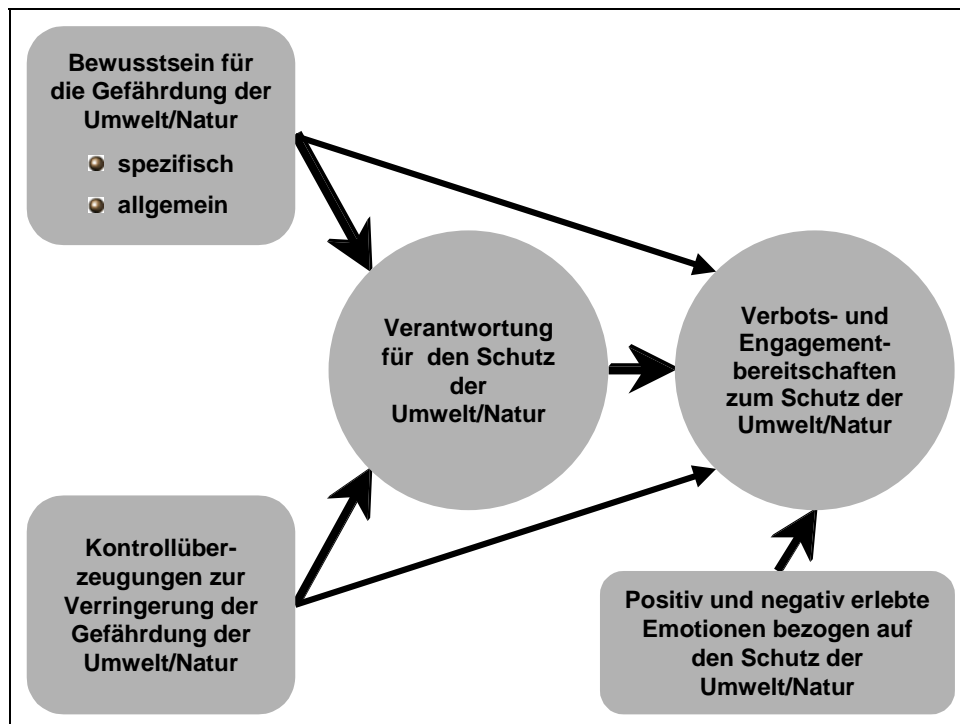 Bewusstsein für
die Gefährdung der
Umwelt/Natur
spezifisch
allgemein
Verantwortung
für den Schutz
der
Umwelt/Natur
Verbots- und
Engagement-
bereitschaften
zum Schutz der
Umwelt/Natur
Kontrollüber-
zeugungen zur
Verringerung der
Gefährdung der
Umwelt/Natur
Positiv und negativ erlebte
Emotionen bezogen auf
den Schutz der
Umwelt/Natur